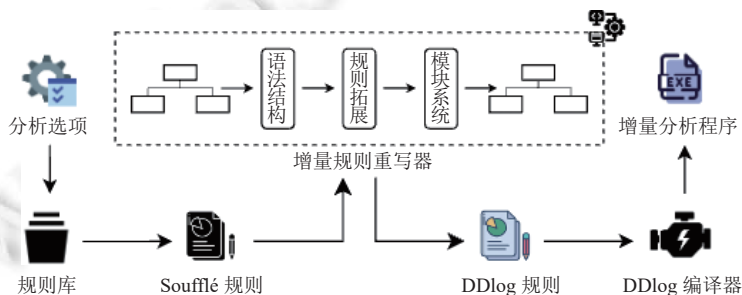 语法结构
规则拓展
模块系统
EXE
分析选项
增量规则重写器
增量分析程序
规则库
Soufflé 规则
DDlog 规则
DDlog 编译器